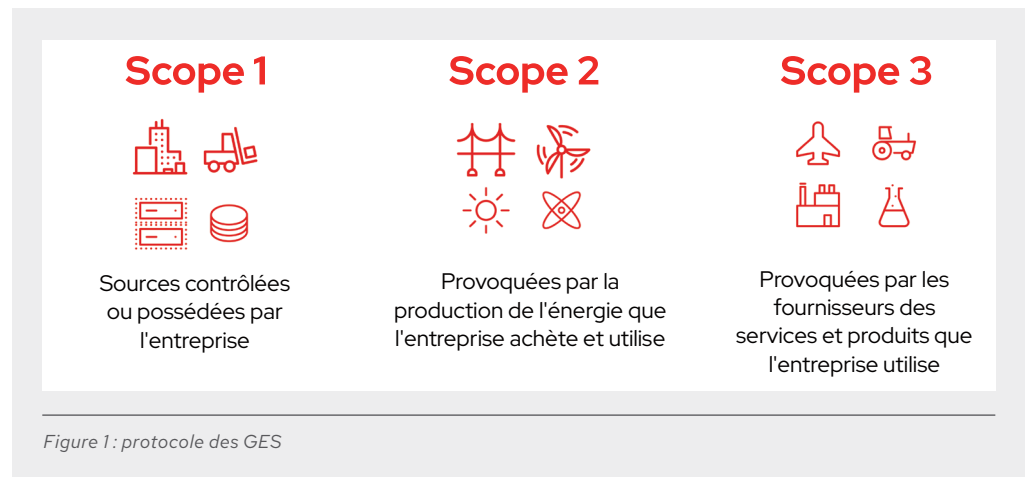 Scope 1
Sources contrôlées
ou possédées par
l'entreprise
Scope 2
Provoquées par la
production de l'énergie que
l'entreprise achète et utilise
Scope 3
Provoquées par les
fournisseurs des
services et produits que
l'entreprise utilise
Figure 1 : protocole des GES